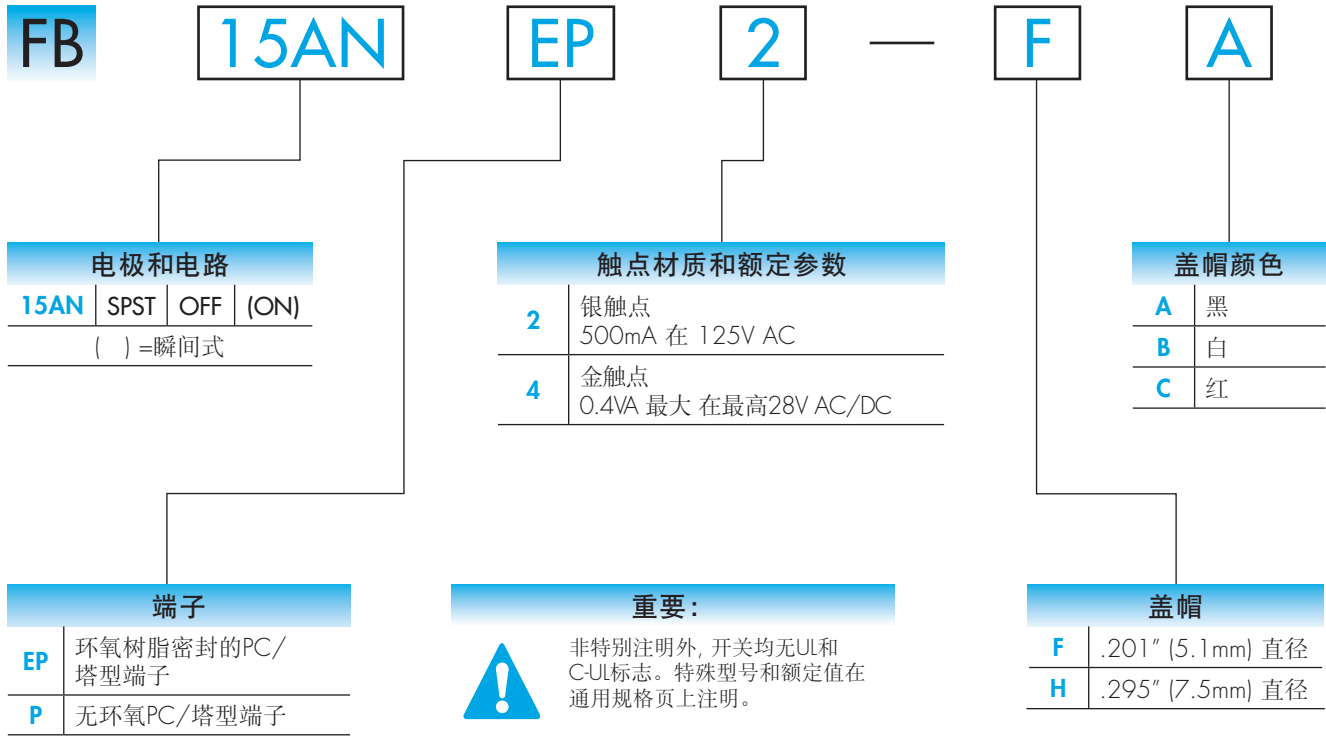 FB 15AN EP 2 — F A
电极和电路
15AN SPST OFF (ON)
( ) =瞬间式
触点材质和额定参数
2 银触点
500mA 在 125V AC
4 金触点
0.4VA 最大 在最高28V AC/DC
盖帽颜色
A 黑
B 白
C 红
端子
EP 环氧树脂密封的PC/
塔型端子
P 无环氧PC/塔型端子
重要:
非特别注明外, 开关均无UL和
C-UL标志。特殊型号和额定值在
通用规格页上注明。
盖帽
F .201" (5.1mm) 直径
H .295" (7.5mm) 直径